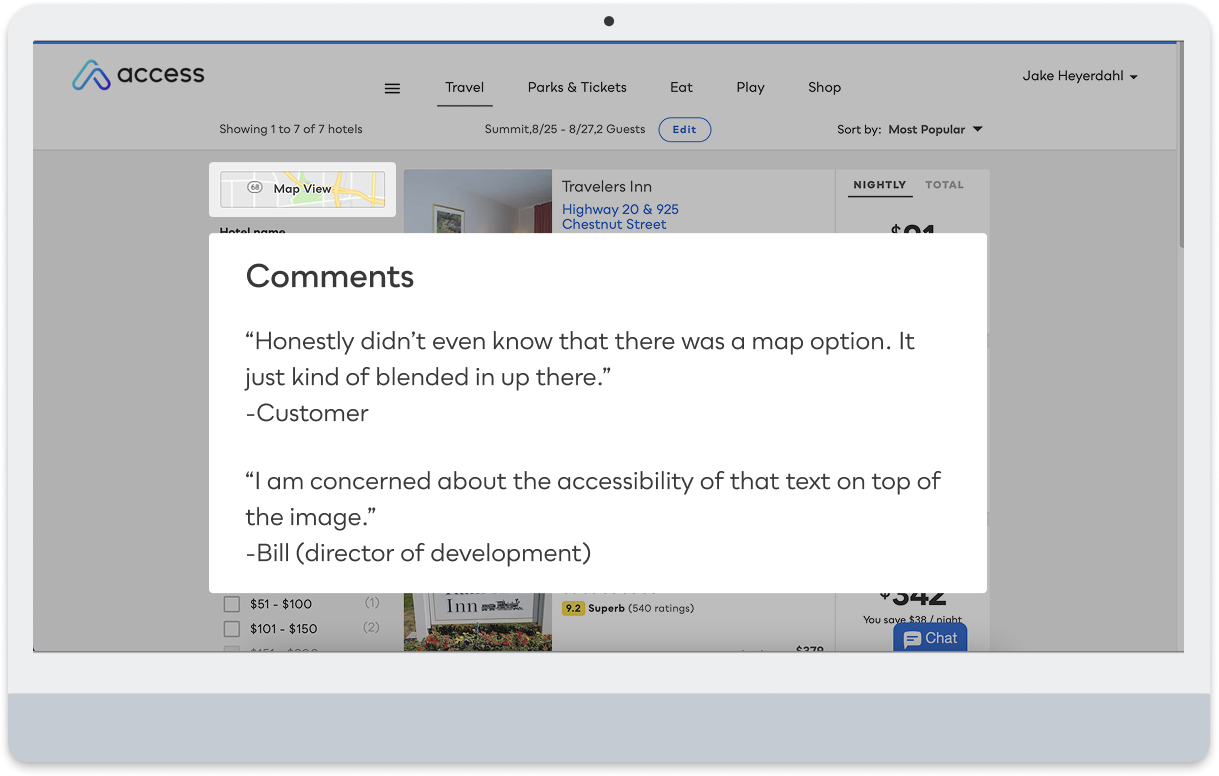 access
Travel
Parks & Tickets
Eat
Play
Shop
Jake Heyerdahl
Showing 1 to 7 of 7 hotels
Summit,8/25 - 8/27,2 Guests
Edit
Sort by: Most Popular
68
Map View
Travelers Inn
Highway 20 & 925
Chestnut Street
NIGHTLY
TOTAL
Hotel name
$91
Comments
“Honestly didn’t even know that there was a map option. It
just kind of blended in up there.”
-Customer
“I am concerned about the accessibility of that text on top of
the image.”
-Bill (director of development)
$51 - $100 (1)
$101 - $150 (2)
Inn
9.2 Superb (540 ratings)
$342
You save $38 / night
$379
Chat